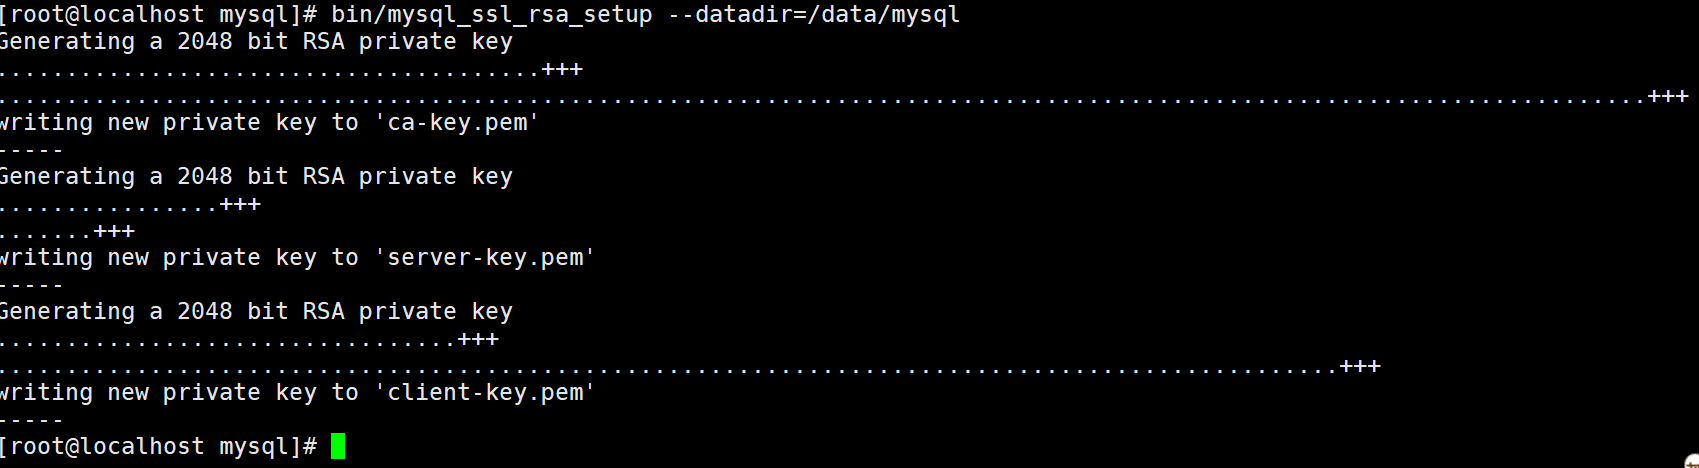 [root@localhost mysql]# bin/mysql_ssl_rsa_setup --datadir=/data/mysql
Generating a 2048 bit RSA private key
.......................................+++
......................................................................................................................+++
writing new private key to 'ca-key.pem'
-----
Generating a 2048 bit RSA private key
................+++
.......+++
writing new private key to 'server-key.pem'
-----
Generating a 2048 bit RSA private key
.................................+++
................................................................................................+++
writing new private key to 'client-key.pem'
-----
[root@localhost mysql]#